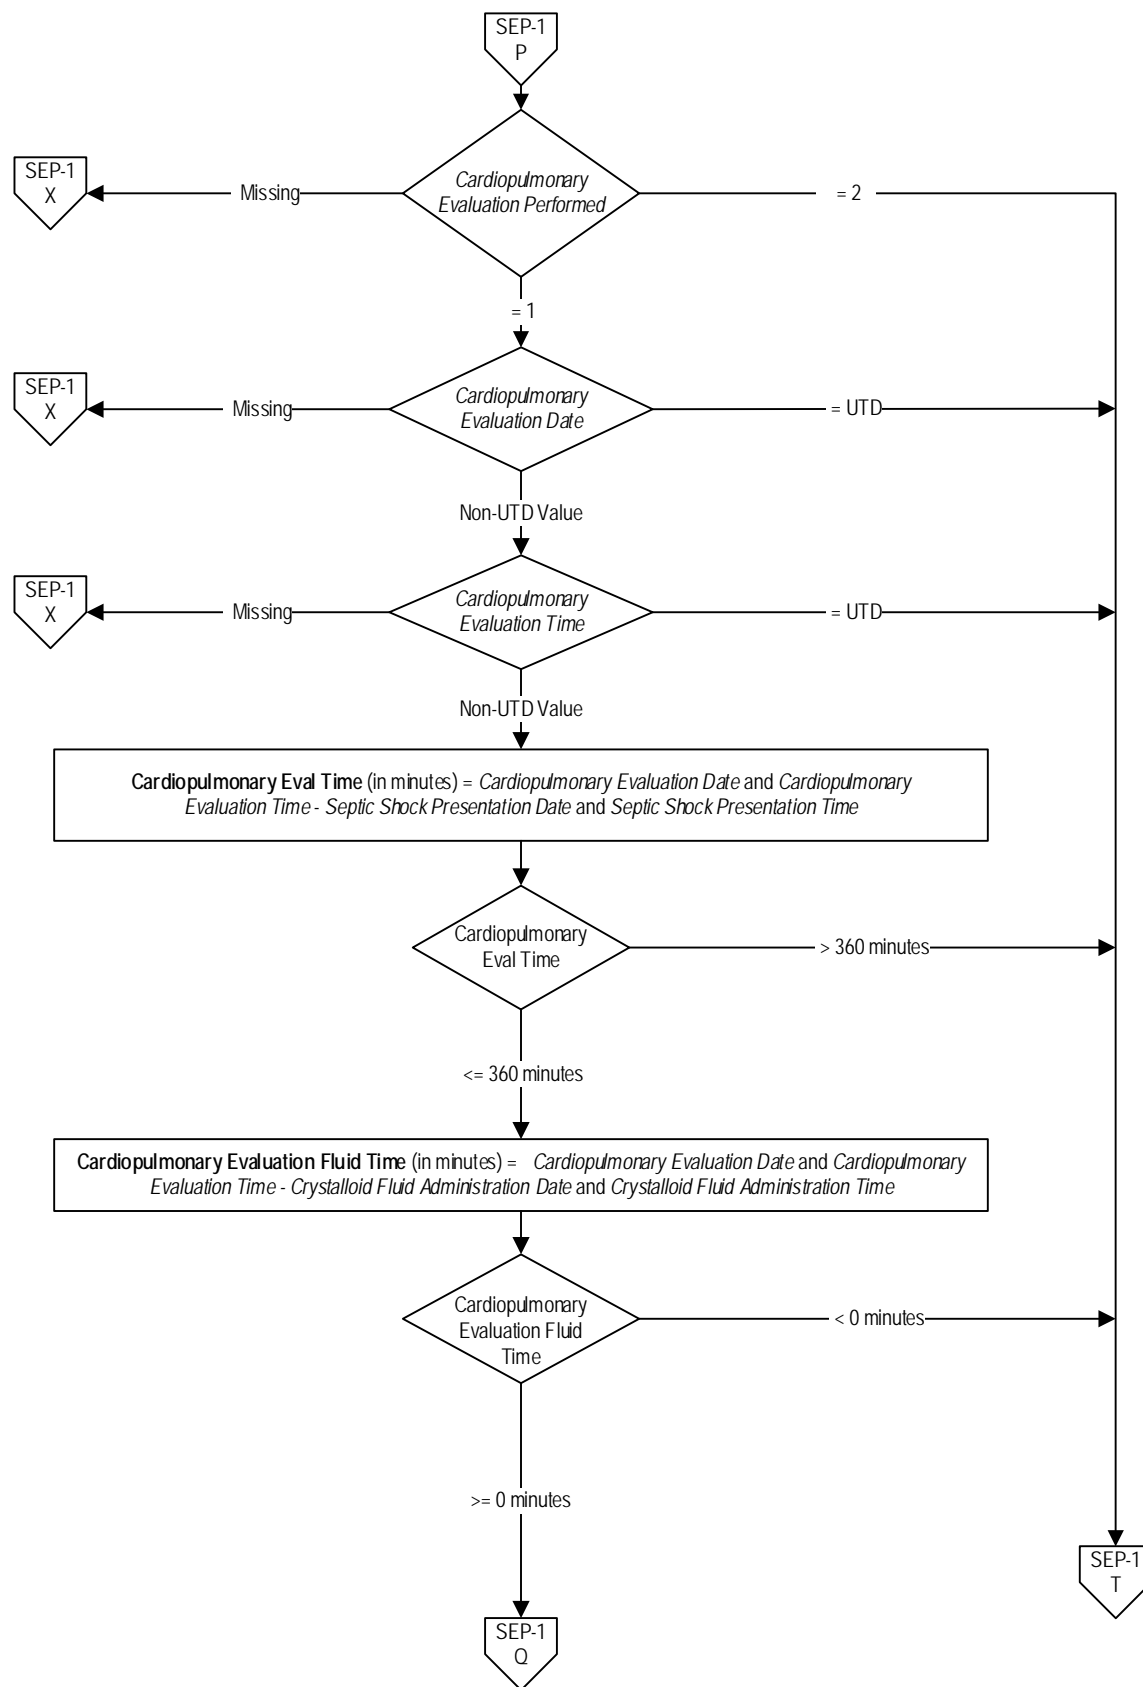 SEP-1
P
SEP-1
X
Missing
Cardiopulmonary
Evaluation Performed
= 2
= 1
SEP-1
X
Missing
Cardiopulmonary
Evaluation Date
= UTD
Non-UTD Value
SEP-1
X
Missing
Cardiopulmonary
Evaluation Time
= UTD
Non-UTD Value
Cardiopulmonary Eval Time (in minutes) = Cardiopulmonary Evaluation Date and Cardiopulmonary
Evaluation Time - Septic Shock Presentation Date and Septic Shock Presentation Time
Cardiopulmonary
Eval Time
> 360 minutes
<= 360 minutes
Cardiopulmonary Evaluation Fluid Time (in minutes) = Cardiopulmonary Evaluation Date and Cardiopulmonary
Evaluation Time - Crystalloid Fluid Administration Date and Crystalloid Fluid Administration Time
Cardiopulmonary
Evaluation Fluid
Time
< 0 minutes
>= 0 minutes
SEP-1
T
SEP-1
Q